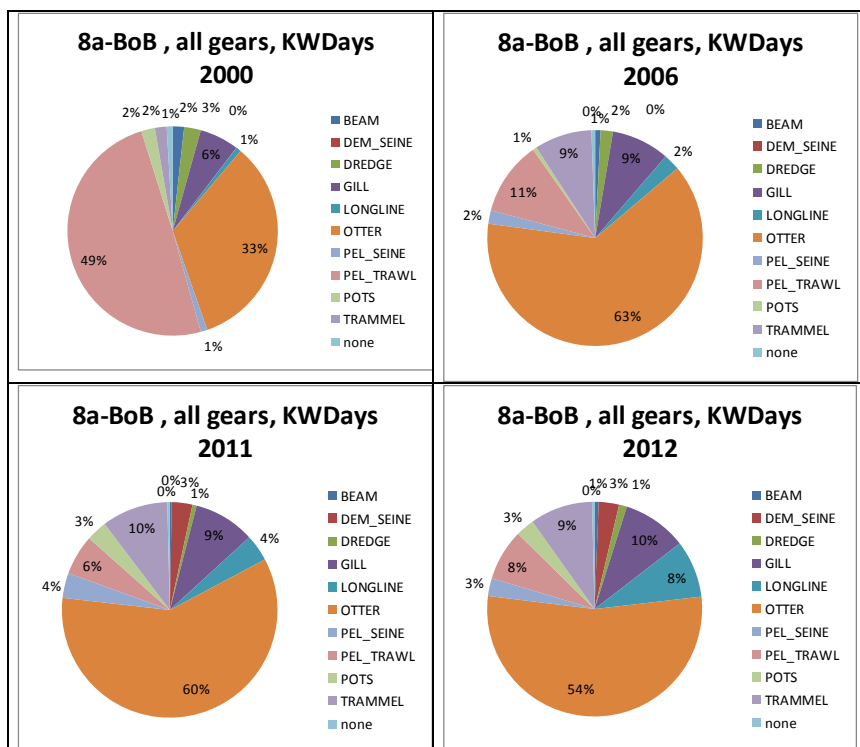 8a-BoB , all gears, KWDays
2000
2% 2% 1% 2% 3% 0%
1%
6%
33%
49%
1%
BEAM
DEM_SEINE
DREDGE
GILL
LONGLINE
OTTER
PEL_SEINE
PEL_TRAWL
POTS
TRAMMEL
none
8a-BoB , all gears, KWDays
2006
0% 1% 2% 0%
1%
9%
9%
2%
11%
2%
63%
BEAM
DEM_SEINE
DREDGE
GILL
LONGLINE
OTTER
PEL_SEINE
PEL_TRAWL
POTS
TRAMMEL
none
8a-BoB , all gears, KWDays
2011
0% 3%
0% 1%
3%
10%
9%
4%
6%
4%
60%
BEAM
DEM_SEINE
DREDGE
GILL
LONGLINE
OTTER
PEL_SEINE
PEL_TRAWL
POTS
TRAMMEL
none
8a-BoB , all gears, KWDays
2012
1% 3% 1%
0%
3%
9%
10%
8%
8%
3%
54%
BEAM
DEM_SEINE
DREDGE
GILL
LONGLINE
OTTER
PEL_SEINE
PEL_TRAWL
POTS
TRAMMEL
none